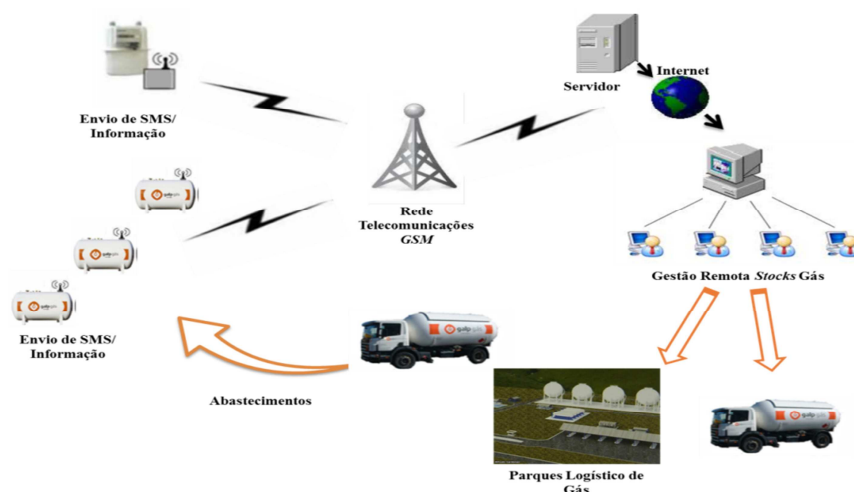 Servidor
Internet
Envio de SMS/
Informação
Rede
Telecomunicações
GSM
Gestão Remota Stocks Gás
Envio de SMS/
Informação
Abastecimentos
Parques Logístico de
Gás